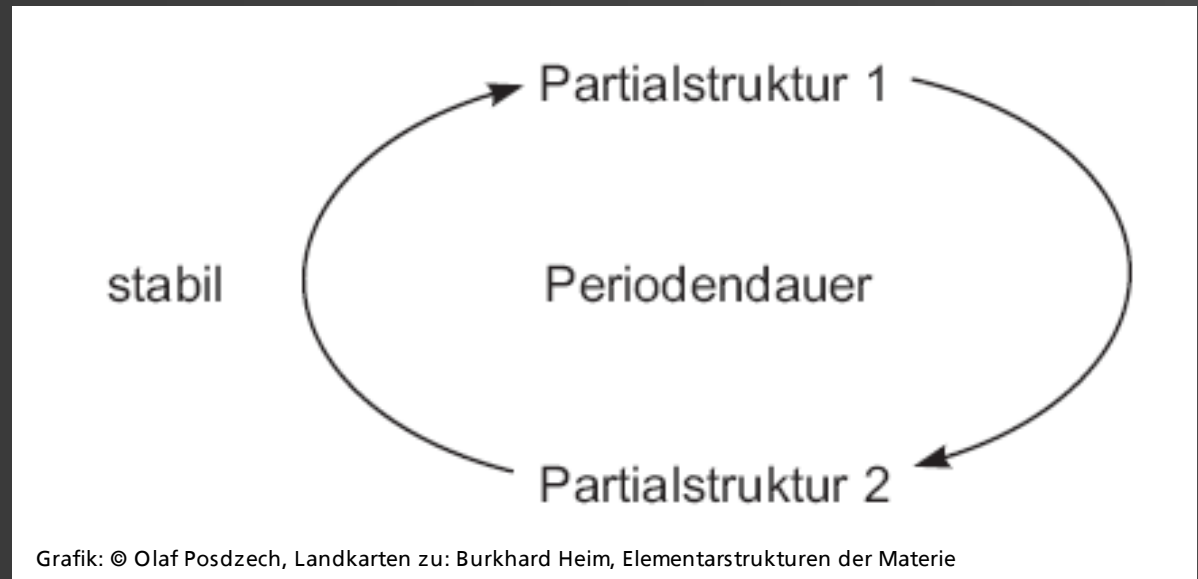 Partialstruktur 1
stabil
Periodendauer
Partialstruktur 2
Grafik: © Olaf Posdzech, Landkarten zu: Burkhard Heim, Elementarstrukturen der Materie